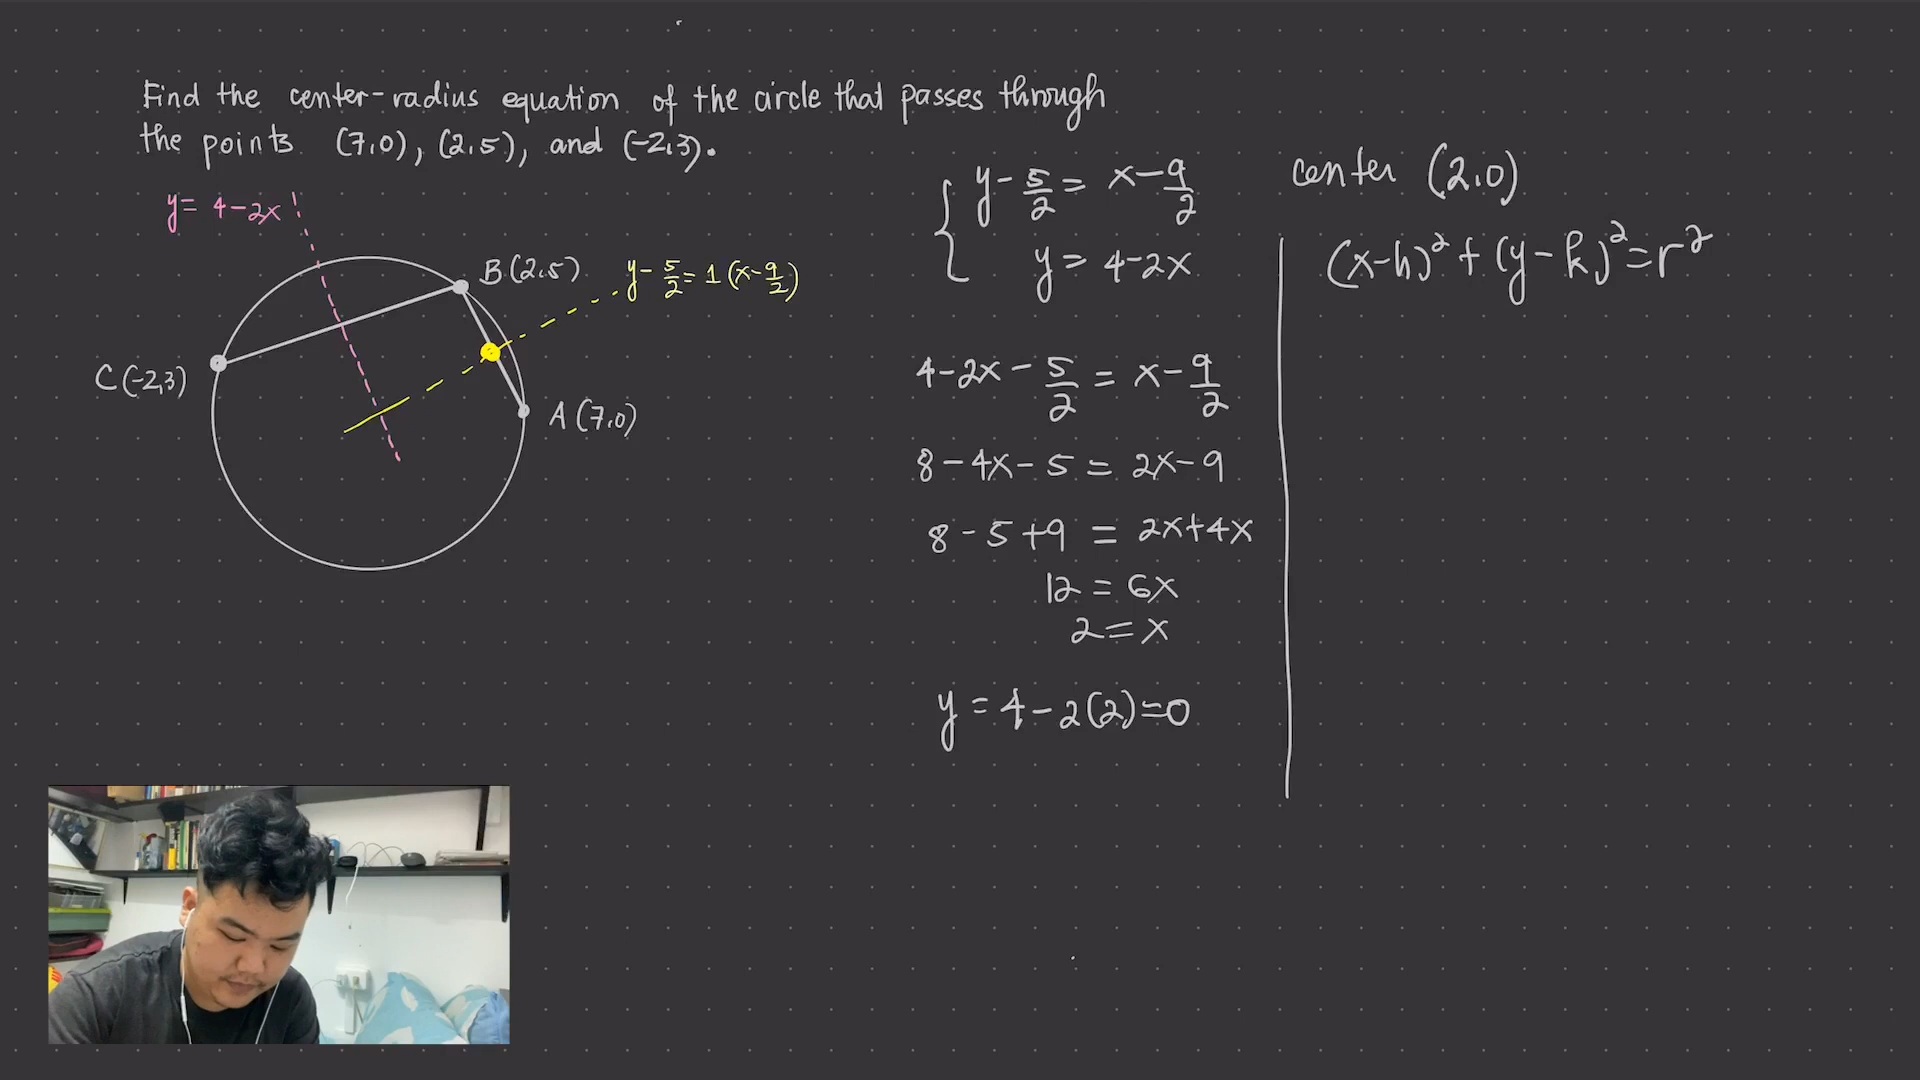 Find the center-radius equation of the circle that passes through
the points (7,0), (2,5), and (-2,3).
y = 4-2x
B(2,5)
y - 5/2 = 1(x - 9/2)
C(-2,3)
A(7,0)
y - 5/2 = x - 9/2
y = 4-2x
4-2x - 5/2 = x - 9/2
8-4x-5 = 2x-9
8-5+9 = 2x+4x
12 = 6x
2 = x
y = 4-2(2)=0
center (2,0)
(x-h)²+(y-k)²=r²